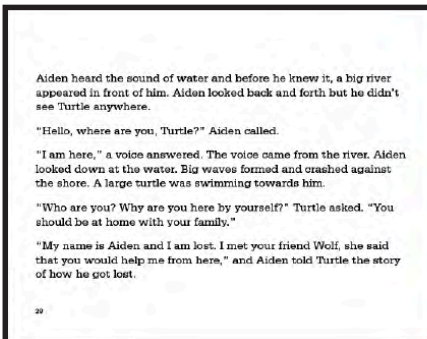 Aiden heard the sound of water and before he knew it, a big river
appeared in front of him. Aiden looked back and forth but he didn't
see Turtle anywhere.
"Hello, where are you, Turtle?" Aiden called.
"I am here," a voice answered. The voice came from the river. Aiden
looked down at the water. Big waves formed and crashed against
the shore. A large turtle was swimming towards him.
"Who are you? Why are you here by yourself?" Turtle asked. "You
should be at home with your family."
"My name is Aiden and I am lost. I met your friend Wolf, she said
that you would help me from here," and Aiden told Turtle the story
of how he got lost.